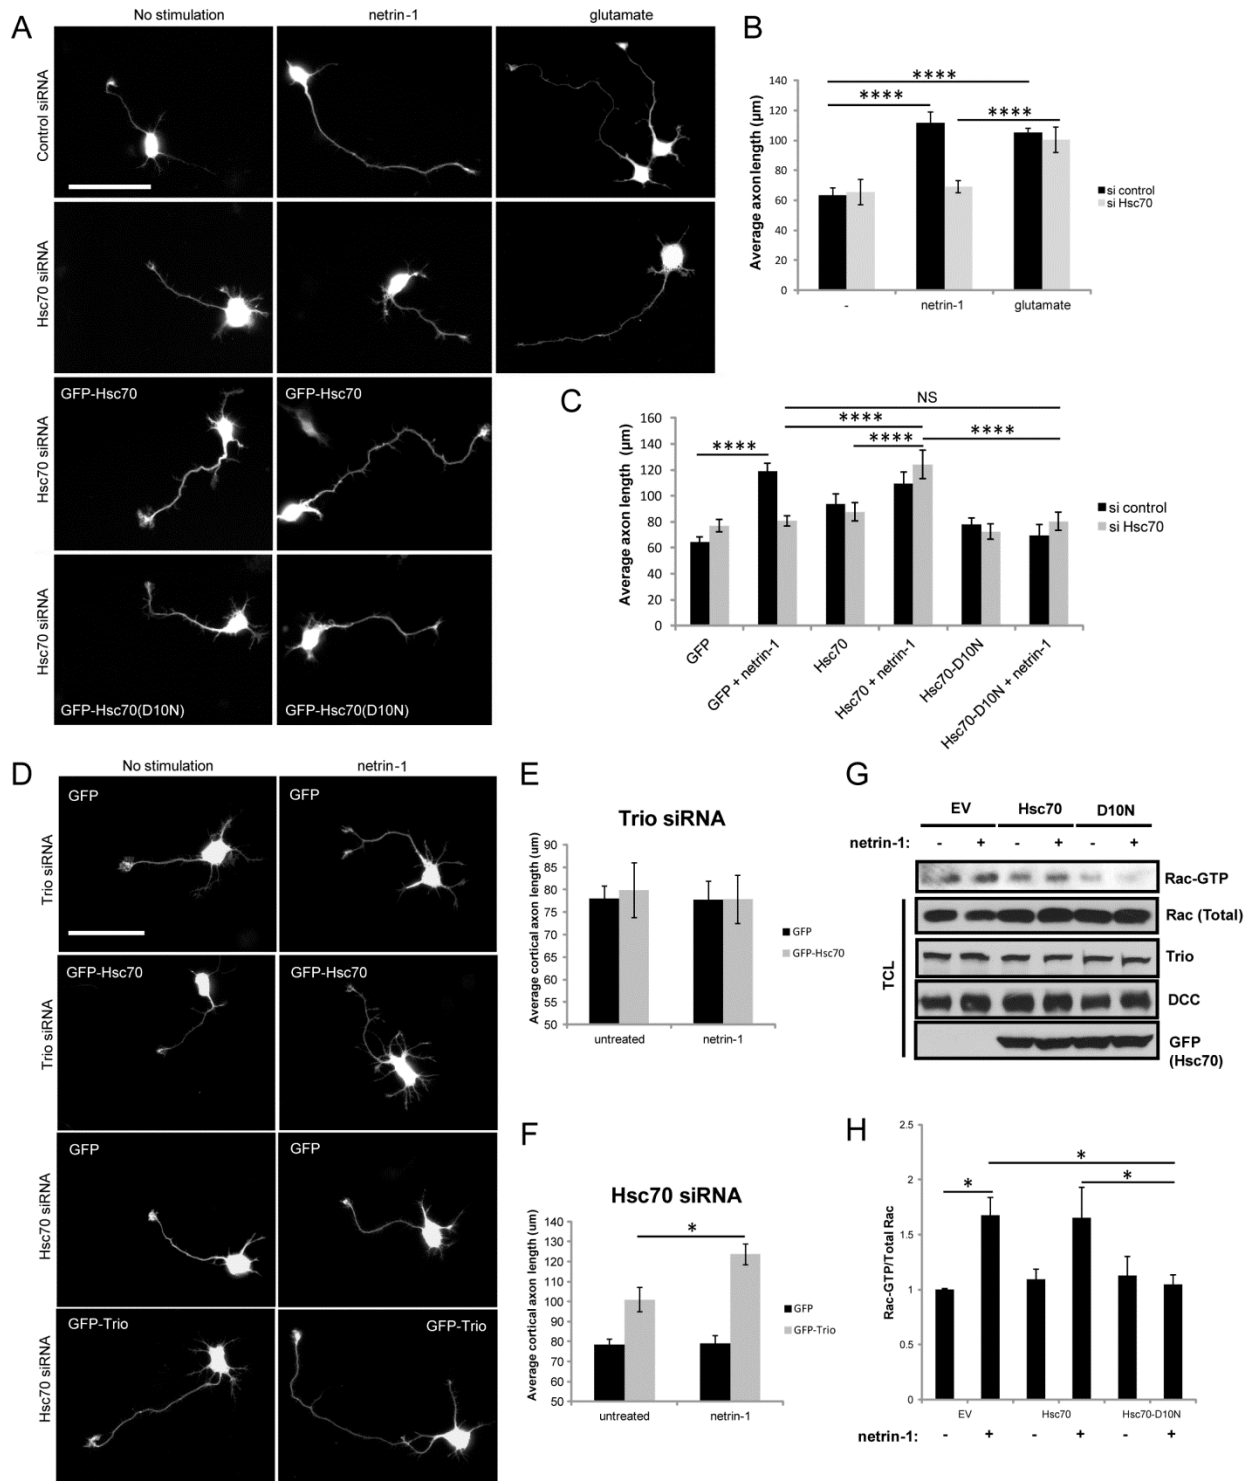 A
No stimulation
netrin-1
glutamate
Control siRNA
Hsc70 siRNA
GFP-Hsc70
GFP-Hsc70
Hsc70 siRNA
Hsc70 siRNA
GFP-Hsc70(D10N)
GFP-Hsc70(D10N)
B
Average axon length (µm)
140
120
100
80
60
40
20
0
****
****
****
-
netrin-1
glutamate
si control
si Hsc70
C
Average axon length (µm)
160
140
120
100
80
60
40
20
0
NS
****
****
****
****
GFP
GFP + netrin-1
Hsc70
Hsc70 + netrin-1
Hsc70-D10N
Hsc70-D10N + netrin-1
si control
si Hsc70
D
No stimulation
netrin-1
Trio siRNA
GFP
GFP
Trio siRNA
GFP-Hsc70
GFP-Hsc70
Hsc70 siRNA
GFP
GFP
Hsc70 siRNA
GFP-Trio
GFP-Trio
E
Trio siRNA
Average cortical axon length (um)
90
85
80
75
70
65
60
55
50
untreated
netrin-1
GFP
GFP-Hsc70
F
Hsc70 siRNA
Average cortical axon length (um)
140
130
120
110
100
90
80
70
60
50
*
untreated
netrin-1
GFP
GFP-Trio
G
EV
Hsc70
D10N
netrin-1: - + - + - +
Rac-GTP
TCL
Rac (Total)
Trio
DCC
GFP
(Hsc70)
H
Rac-GTP/Total Rac
2.5
2
1.5
1
0.5
0
*
*
*
EV
Hsc70
Hsc70-D10N
netrin-1: - + - + - +